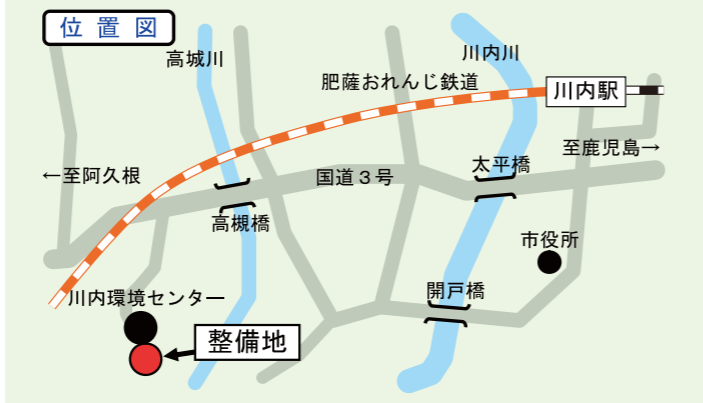 位置図
高城川
川内川
肥薩おれんじ鉄道
川内駅
至鹿児島→
太平橋
←至阿久根
国道3号
高槻橋
市役所
川内環境センター
開戸橋
整備地